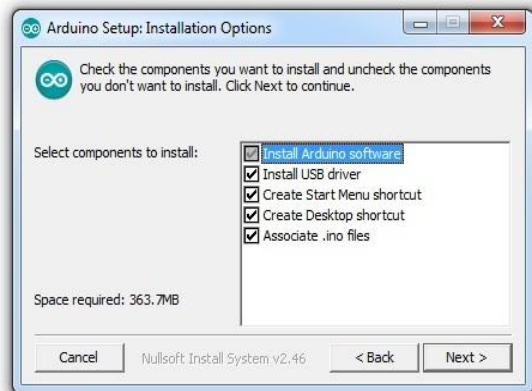 Arduino Setup: Installation Options
Check the components you want to install and uncheck the components
you don't want to install. Click Next to continue.
Select components to install:
Install Arduino software
Install USB driver
Create Start Menu shortcut
Create Desktop shortcut
Associate .ino files
Space required: 363.7MB
Cancel
Nullsoft Install System v2.46
< Back
Next >